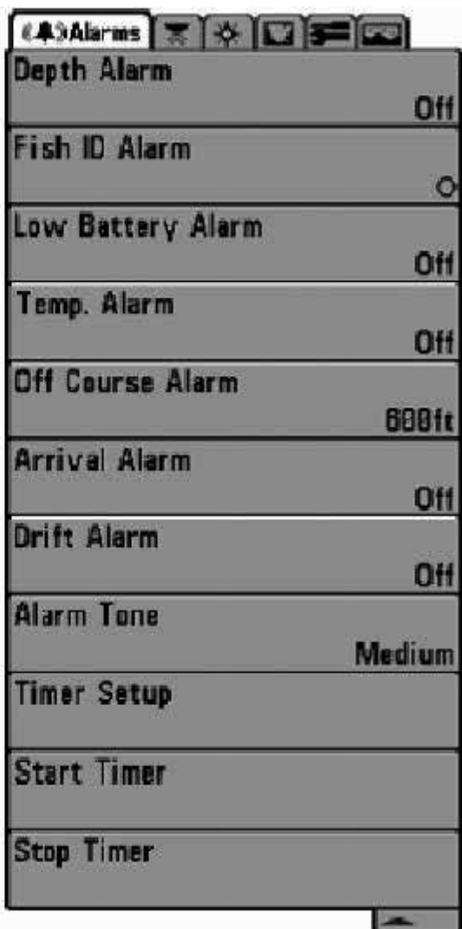 Alarms
Depth Alarm
Off
Fish ID Alarm
Low Battery Alarm
Off
Temp. Alarm
Off
Off Course Alarm
600ft
Arrival Alarm
Off
Drift Alarm
Off
Alarm Tone
Medium
Timer Setup
Start Timer
Stop Timer